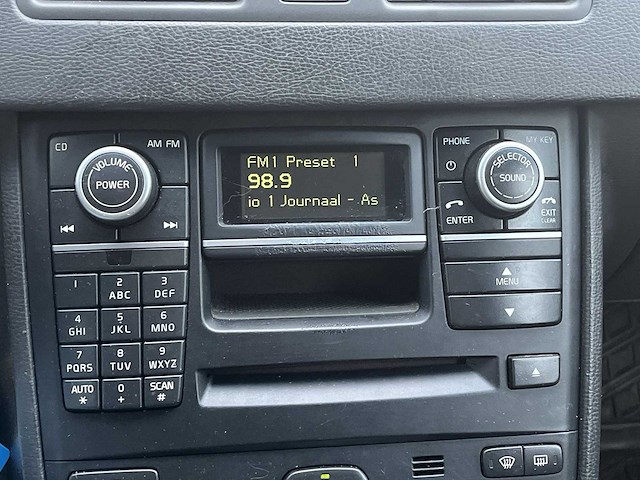 CD
AM FM
VOLUME
POWER
FM1 Preset 1
98.9
io 1 Journaal - As
PHONE
MY KEY
SELECTOR
SOUND
ENTER
EXIT
CLEAR
MENU
1
2
ABC
3
DEF
4
GHI
5
JKL
6
MNO
7
PQRS
8
TUV
9
WXYZ
AUTO
*
0
+
SCAN
#